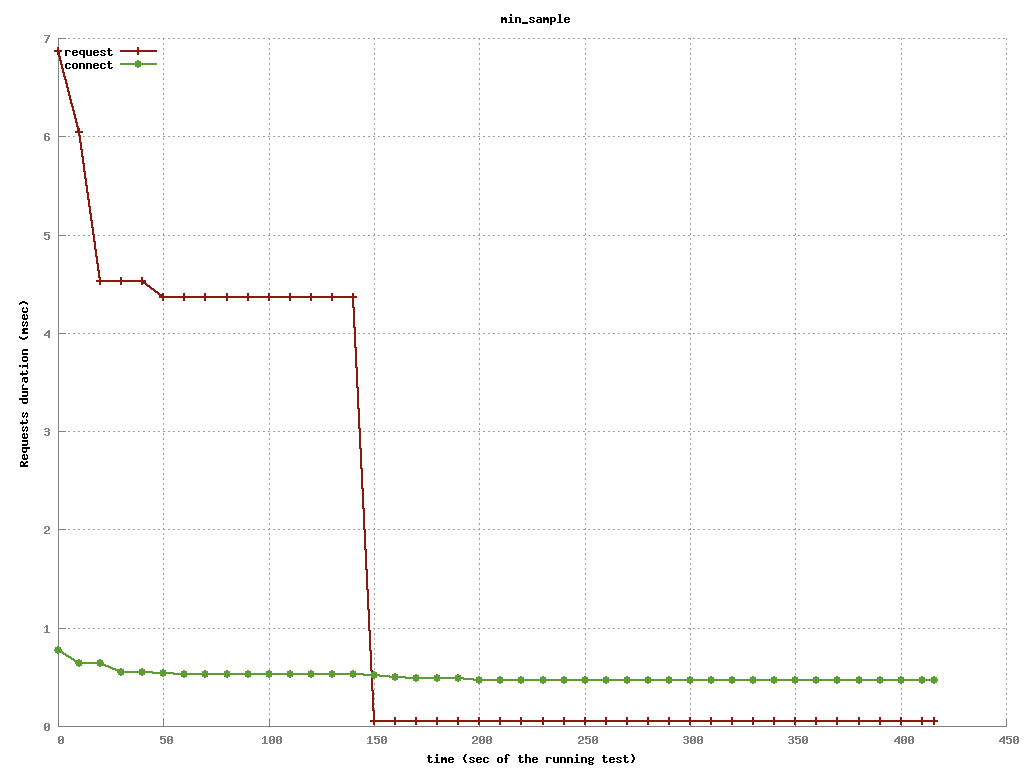 min_sample
7
6
5
4
3
2
1
0
request
connect
Requests duration (msec)
0 50 100 150 200 250 300 350 400 450
time (sec of the running test)